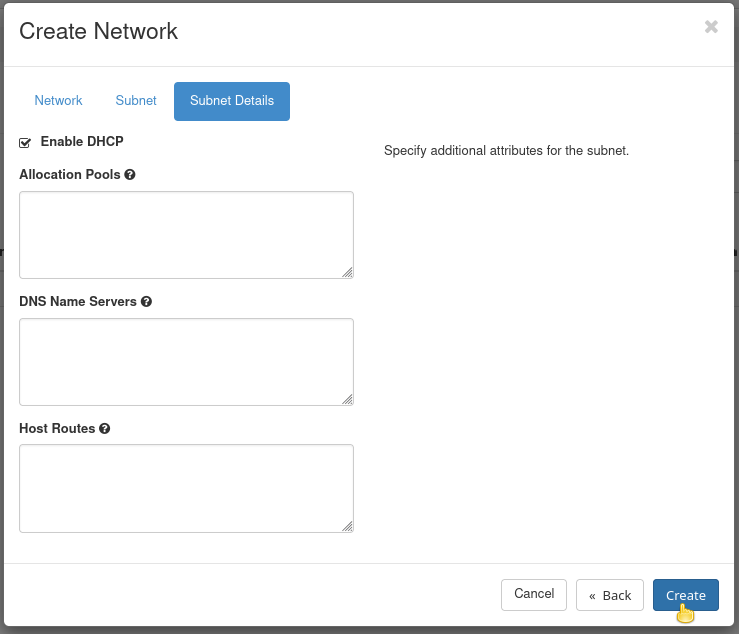 Create Network
Network Subnet Subnet Details
Enable DHCP
Specify additional attributes for the subnet.
Allocation Pools
DNS Name Servers
Host Routes
Cancel « Back Create